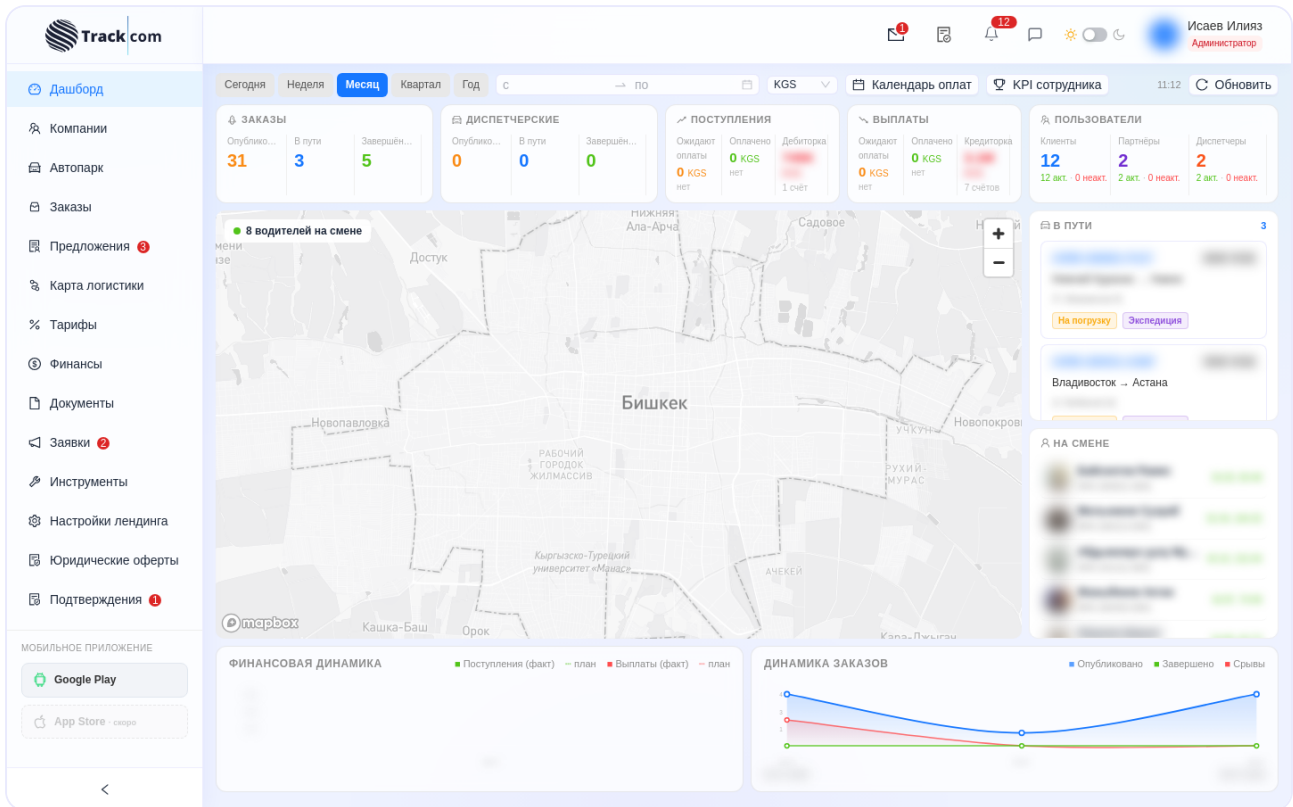 Track com
1
12
Исаев Илияз
Администратор
Дашборд
Компании
Автопарк
Заказы
Предложения 3
Карта логистики
Тарифы
Финансы
Документы
Заявки 2
Инструменты
Настройки лендинга
Юридические оферты
Подтверждения 1
МОБИЛЬНОЕ ПРИЛОЖЕНИЕ
Google Play
App Store · скоро
Сегодня Неделя Месяц Квартал Год
с → по
KGS
Календарь оплат
KPI сотрудника
11:12
Обновить
ЗАКАЗЫ
Опублико... В пути Завершён...
31 3 5
ДИСПЕТЧЕРСКИЕ
Опублико... В пути Завершён...
0 0 0
ПОСТУПЛЕНИЯ
Ожидают оплаты
0 KGS
нет
Оплачено
0 KGS
нет
Дебиторка
1 счёт
ВЫПЛАТЫ
Ожидают оплаты
0 KGS
нет
Оплачено
0 KGS
нет
Кредиторка
7 счётов
ПОЛЬЗОВАТЕЛИ
Клиенты Партнёры Диспетчеры
12 2 2
12 акт. · 0 неакт. 2 акт. · 0 неакт. 2 акт. · 0 неакт.
8 водителей на смене
+
−
Нижняя
Ала-Арча
Садовое
Достук
Бишкек
Новопавловка
Новопокровк
УЧКУН
РАБОЧИЙ
ГОРОДОК
ЖИЛМАССИВ
РУХИЙ-
МУРАС
Кыргызско-Турецкий
университет «Манас»
АЧЕКЕЙ
mapbox
Кашка-Баш
Орок
Кара-Джыгач
В ПУТИ 3
На погрузку Экспедиция
Владивосток → Астана
НА СМЕНЕ
ФИНАНСОВАЯ ДИНАМИКА
Поступления (факт) план Выплаты (факт) план
ДИНАМИКА ЗАКАЗОВ
Опубликовано Завершено Срывы
4
3
1